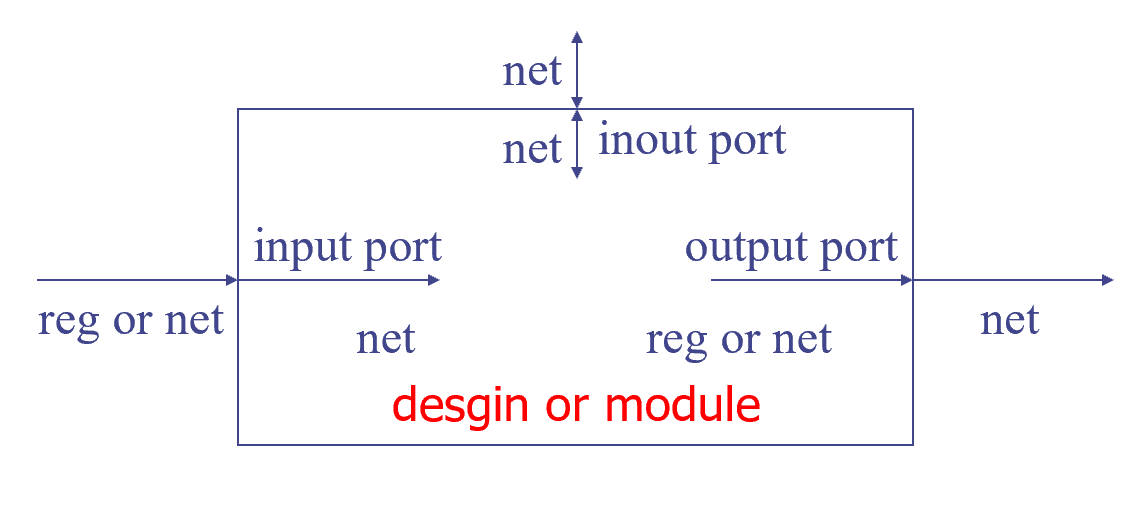 net
net
inout port
input port
output port
reg or net
net
reg or net
net
desgin or module